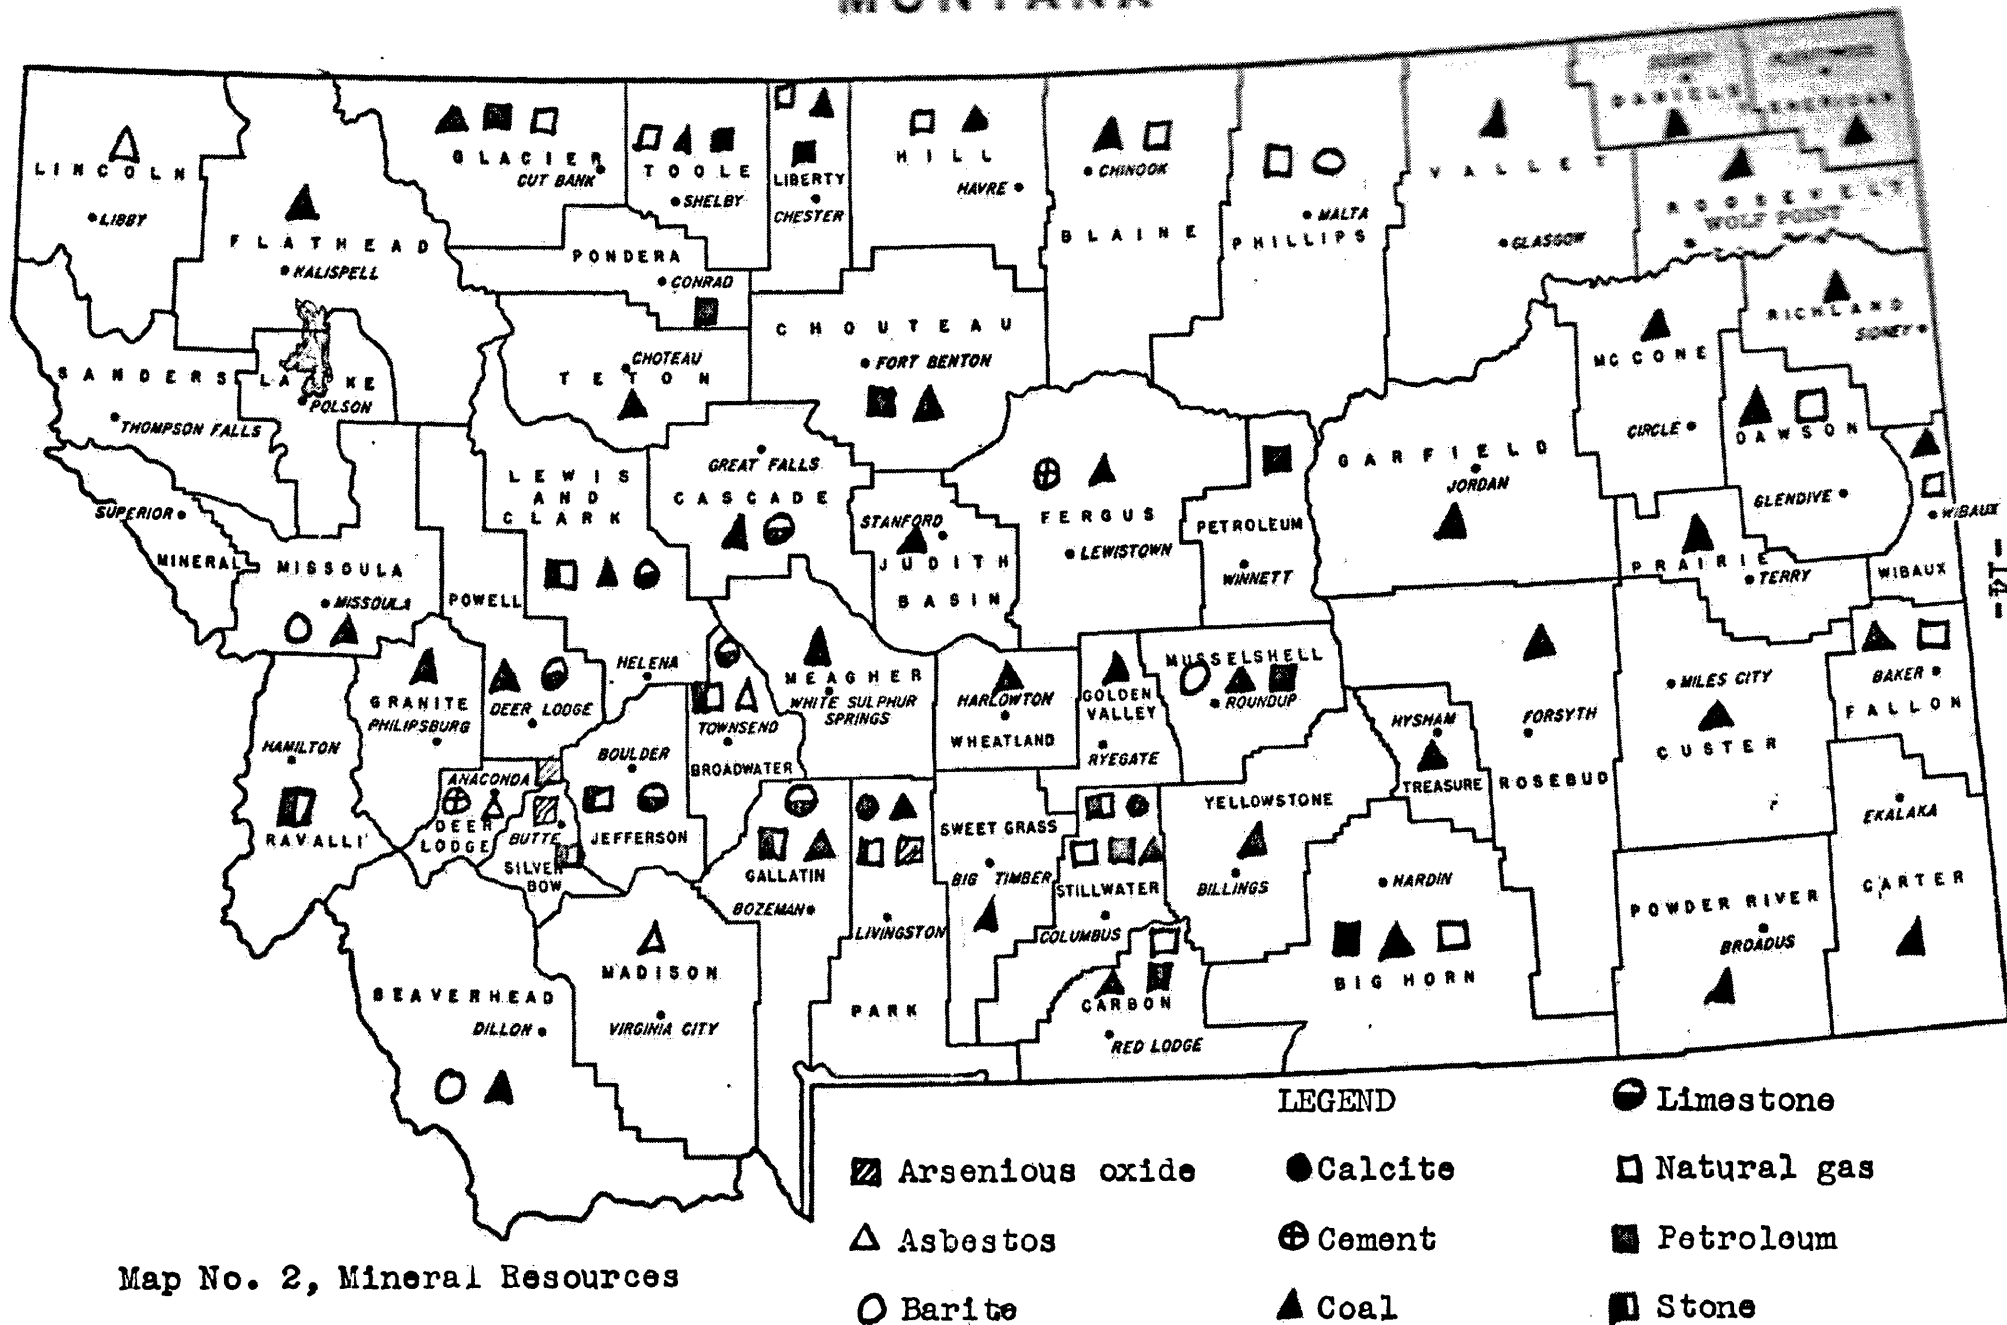 MONTANA
LINCOLN
LIBBY
FLATHEAD
KALISPELL
GLACIER
CUT BANK
TOOLE
SHELBY
LIBERTY
CHESTER
HILL
HAVRE
CHINOOK
BLAINE
MALTA
PHILLIPS
VALLEY
GLASGOW
DANIELS
SHERIDAN
ROOSEVELT
WOLF POINT
PONDERA
CONRAD
CHOUTEAU
FORT BENTON
CHOTEAU
TETON
SANDERS
THOMPSON FALLS
LAKE
POLSON
RICHLAND
SIDNEY
MC CONE
CIRCLE
DAWSON
GLENDIVE
WIBAUX
WIBAUX
GARFIELD
JORDAN
PRAIRIE
TERRY
LEWIS
AND
CLARK
HELENA
GREAT FALLS
CASCADE
STANFORD
JUDITH
BASIN
FERGUS
LEWISTOWN
PETROLEUM
WINNETT
SUPERIOR
MINERAL
MISSOULA
MISSOULA
POWELL
DEER LODGE
GRANITE
PHILIPSBURG
HAMILTON
RAVALLI
ANACONDA
DEER
LODGE
BUTTE
SILVER
BOW
BOULDER
JEFFERSON
TOWNSEND
BROADWATER
MEAGHER
WHITE SULPHUR
SPRINGS
HARLOWTON
WHEATLAND
GOLDEN
VALLEY
RYEGATE
MUSSELSHELL
ROUNDUP
HYSHAM
TREASURE
FORSYTH
ROSEBUD
MILES CITY
CUSTER
BAKER
FALLON
EKALAKA
CARTER
POWDER RIVER
BROADUS
GALLATIN
BOZEMAN
LIVINGSTON
PARK
SWEET GRASS
BIG TIMBER
STILLWATER
COLUMBUS
YELLOWSTONE
BILLINGS
HARDIN
BIG HORN
CARBON
RED LODGE
MADISON
VIRGINIA CITY
BEAVERHEAD
DILLON
LEGEND
Arsenious oxide
Asbestos
Barite
Calcite
Cement
Coal
Limestone
Natural gas
Petroleum
Stone
Map No. 2, Mineral Resources